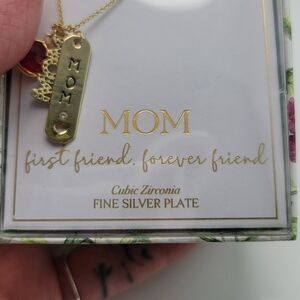 MOM
MOM
first friend. forever friend
Cubic Zirconia
FINE SILVER PLATE